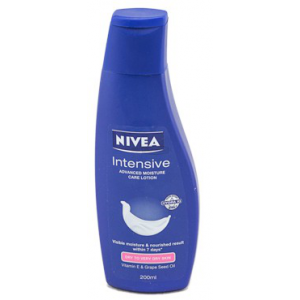 NIVEA
Intensive
ADVANCED MOISTURE
CARE LOTION
Visible moisture & nourished result
within 7 days*
DRY TO VERY DRY SKIN
Vitamin E & Grape Seed Oil
200ml